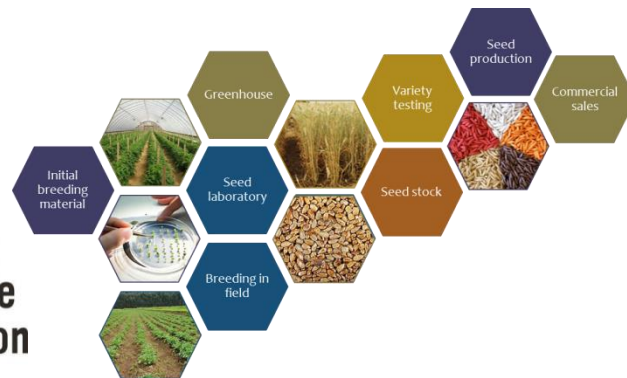 Seed
production
Greenhouse
Variety
testing
Commercial
sales
Initial
breeding
material
Seed
laboratory
Seed stock
Breeding in
field